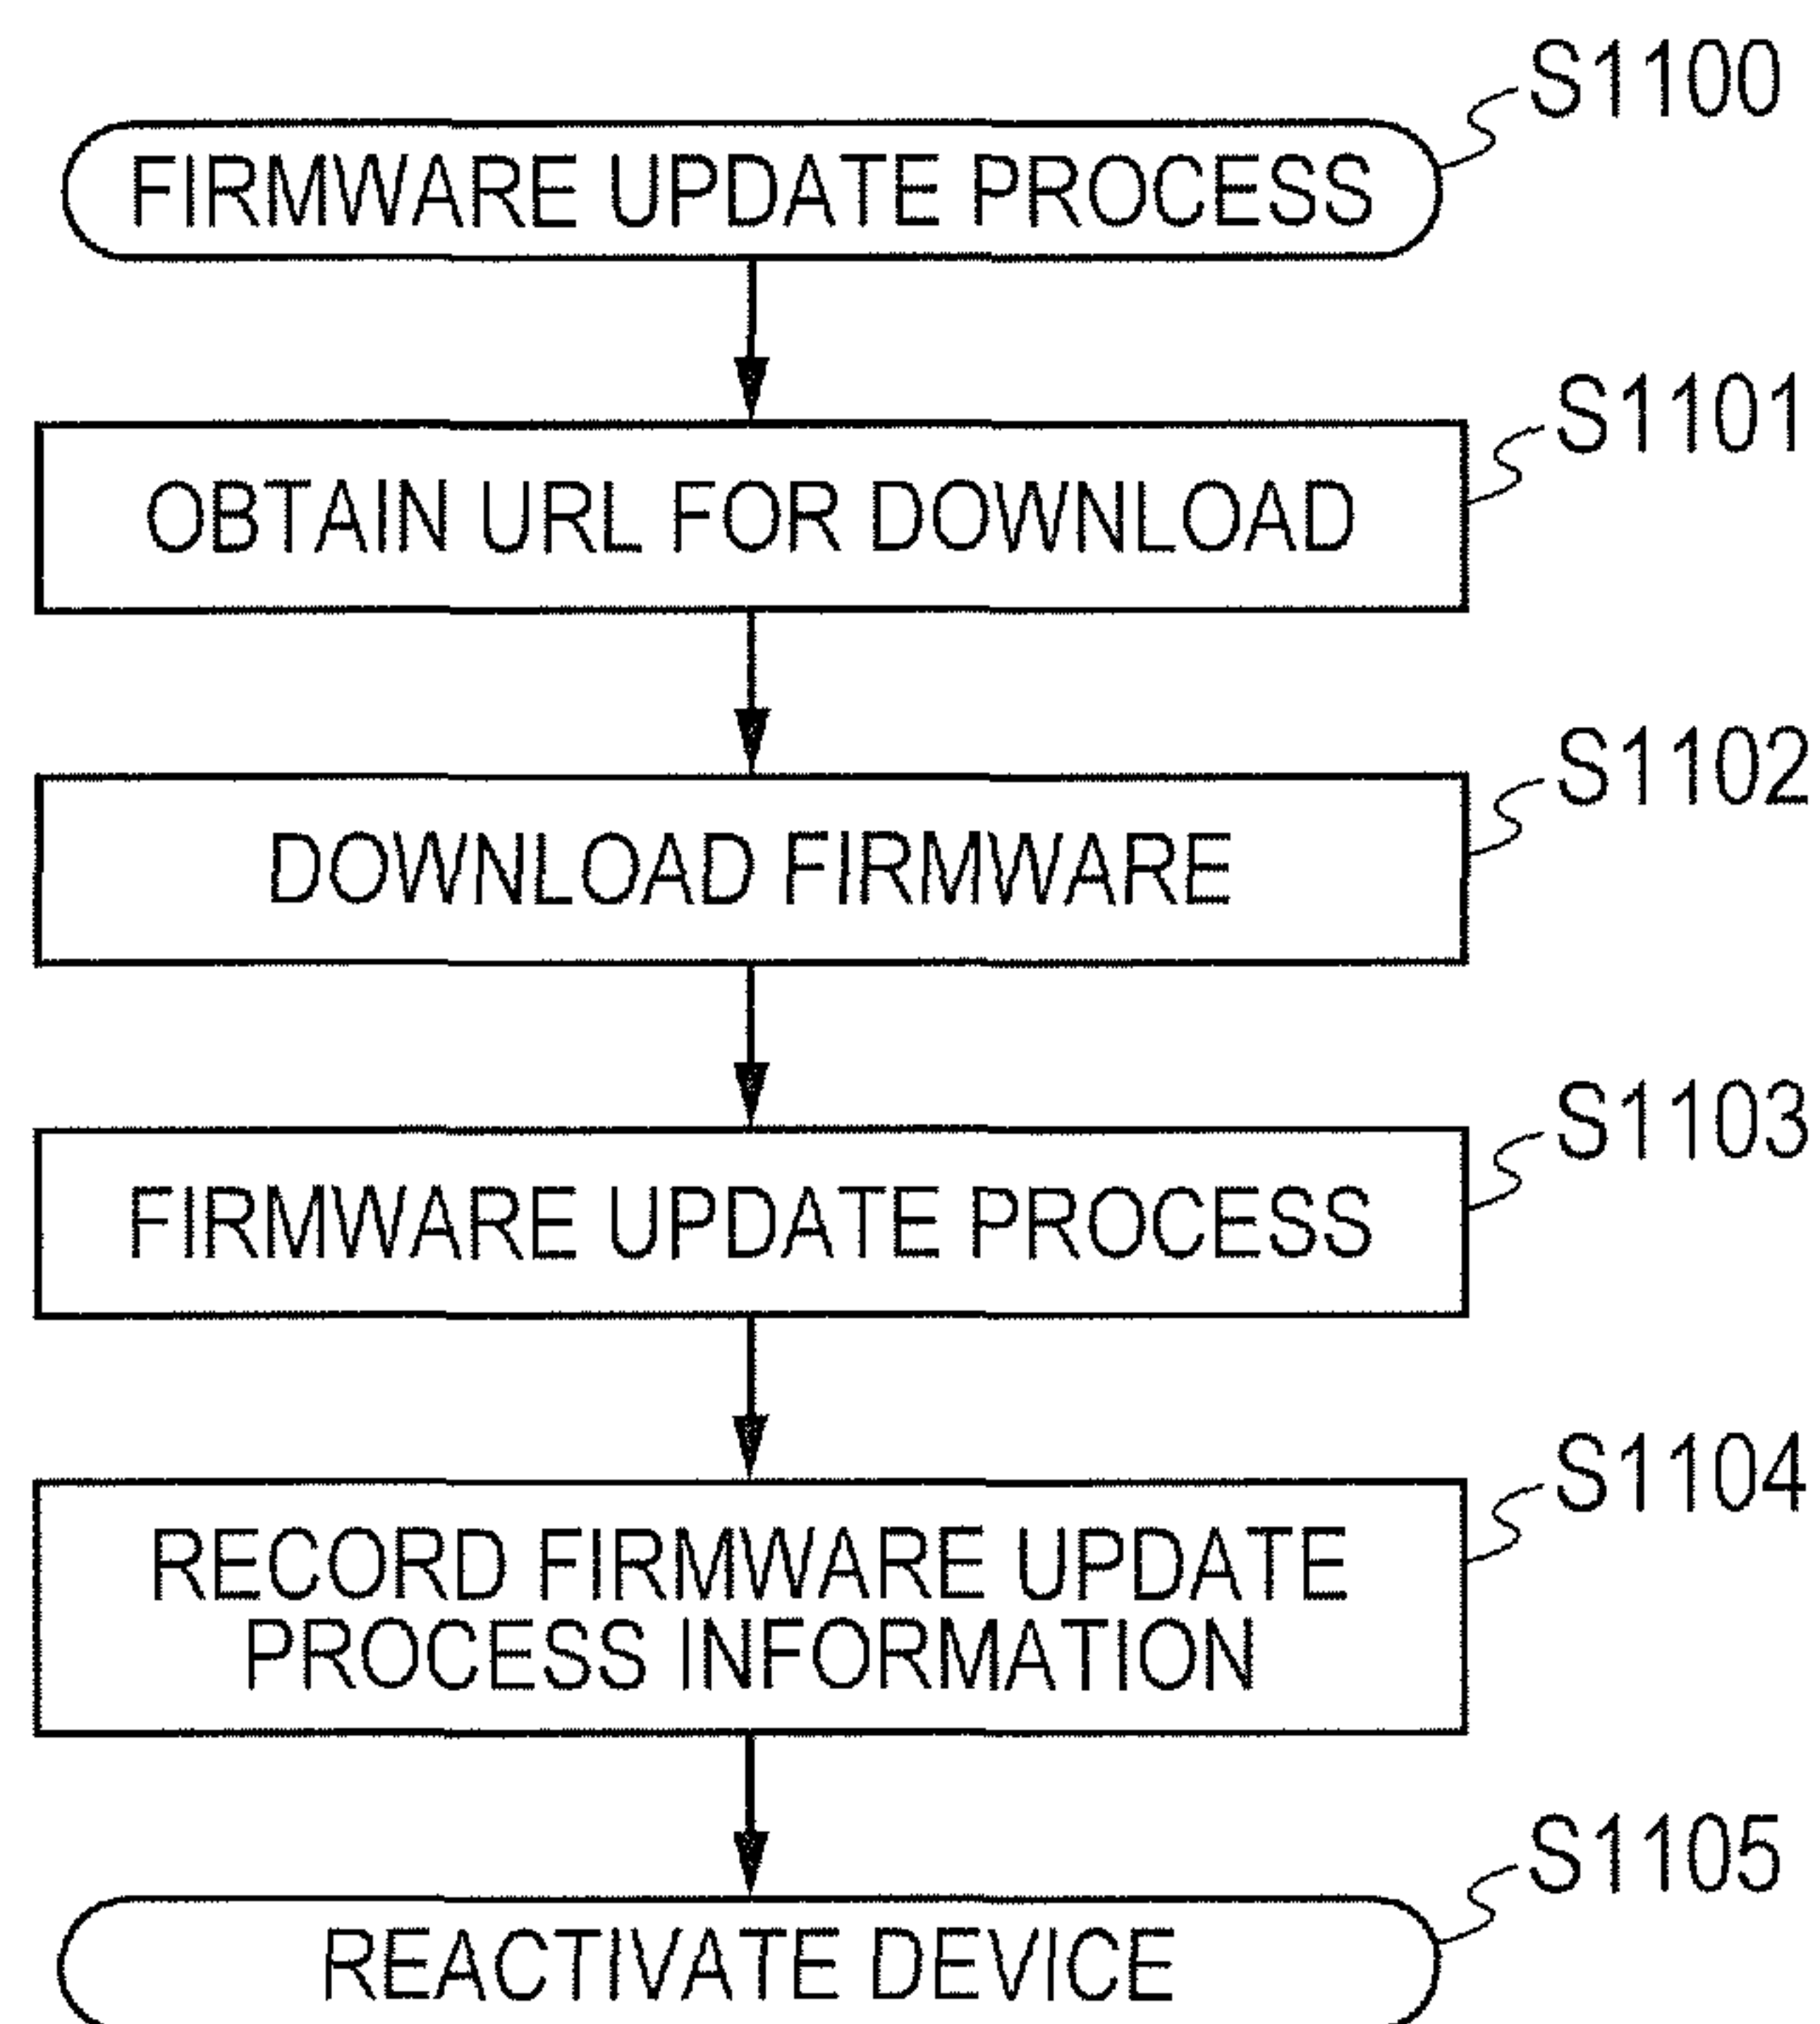 S1100
FIRMWARE UPDATE PROCESS
S1101
OBTAIN URL FOR DOWNLOAD
S1102
DOWNLOAD FIRMWARE
S1103
FIRMWARE UPDATE PROCESS
S1104
RECORD FIRMWARE UPDATE
PROCESS INFORMATION
S1105
REACTIVATE DEVICE